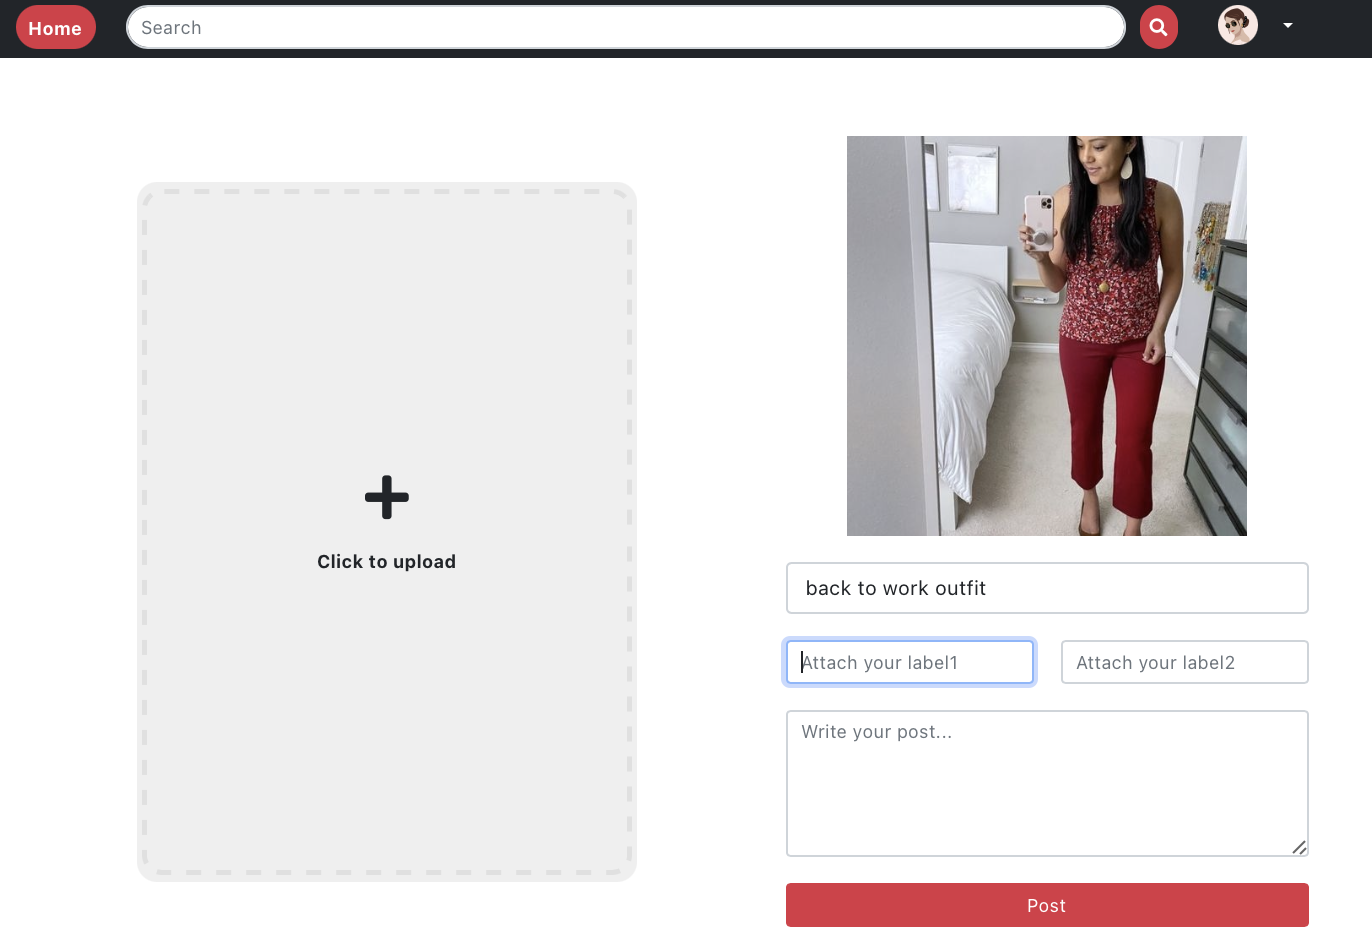 Home
Search
Click to upload
back to work outfit
Attach your label1
Attach your label2
Write your post...
Post